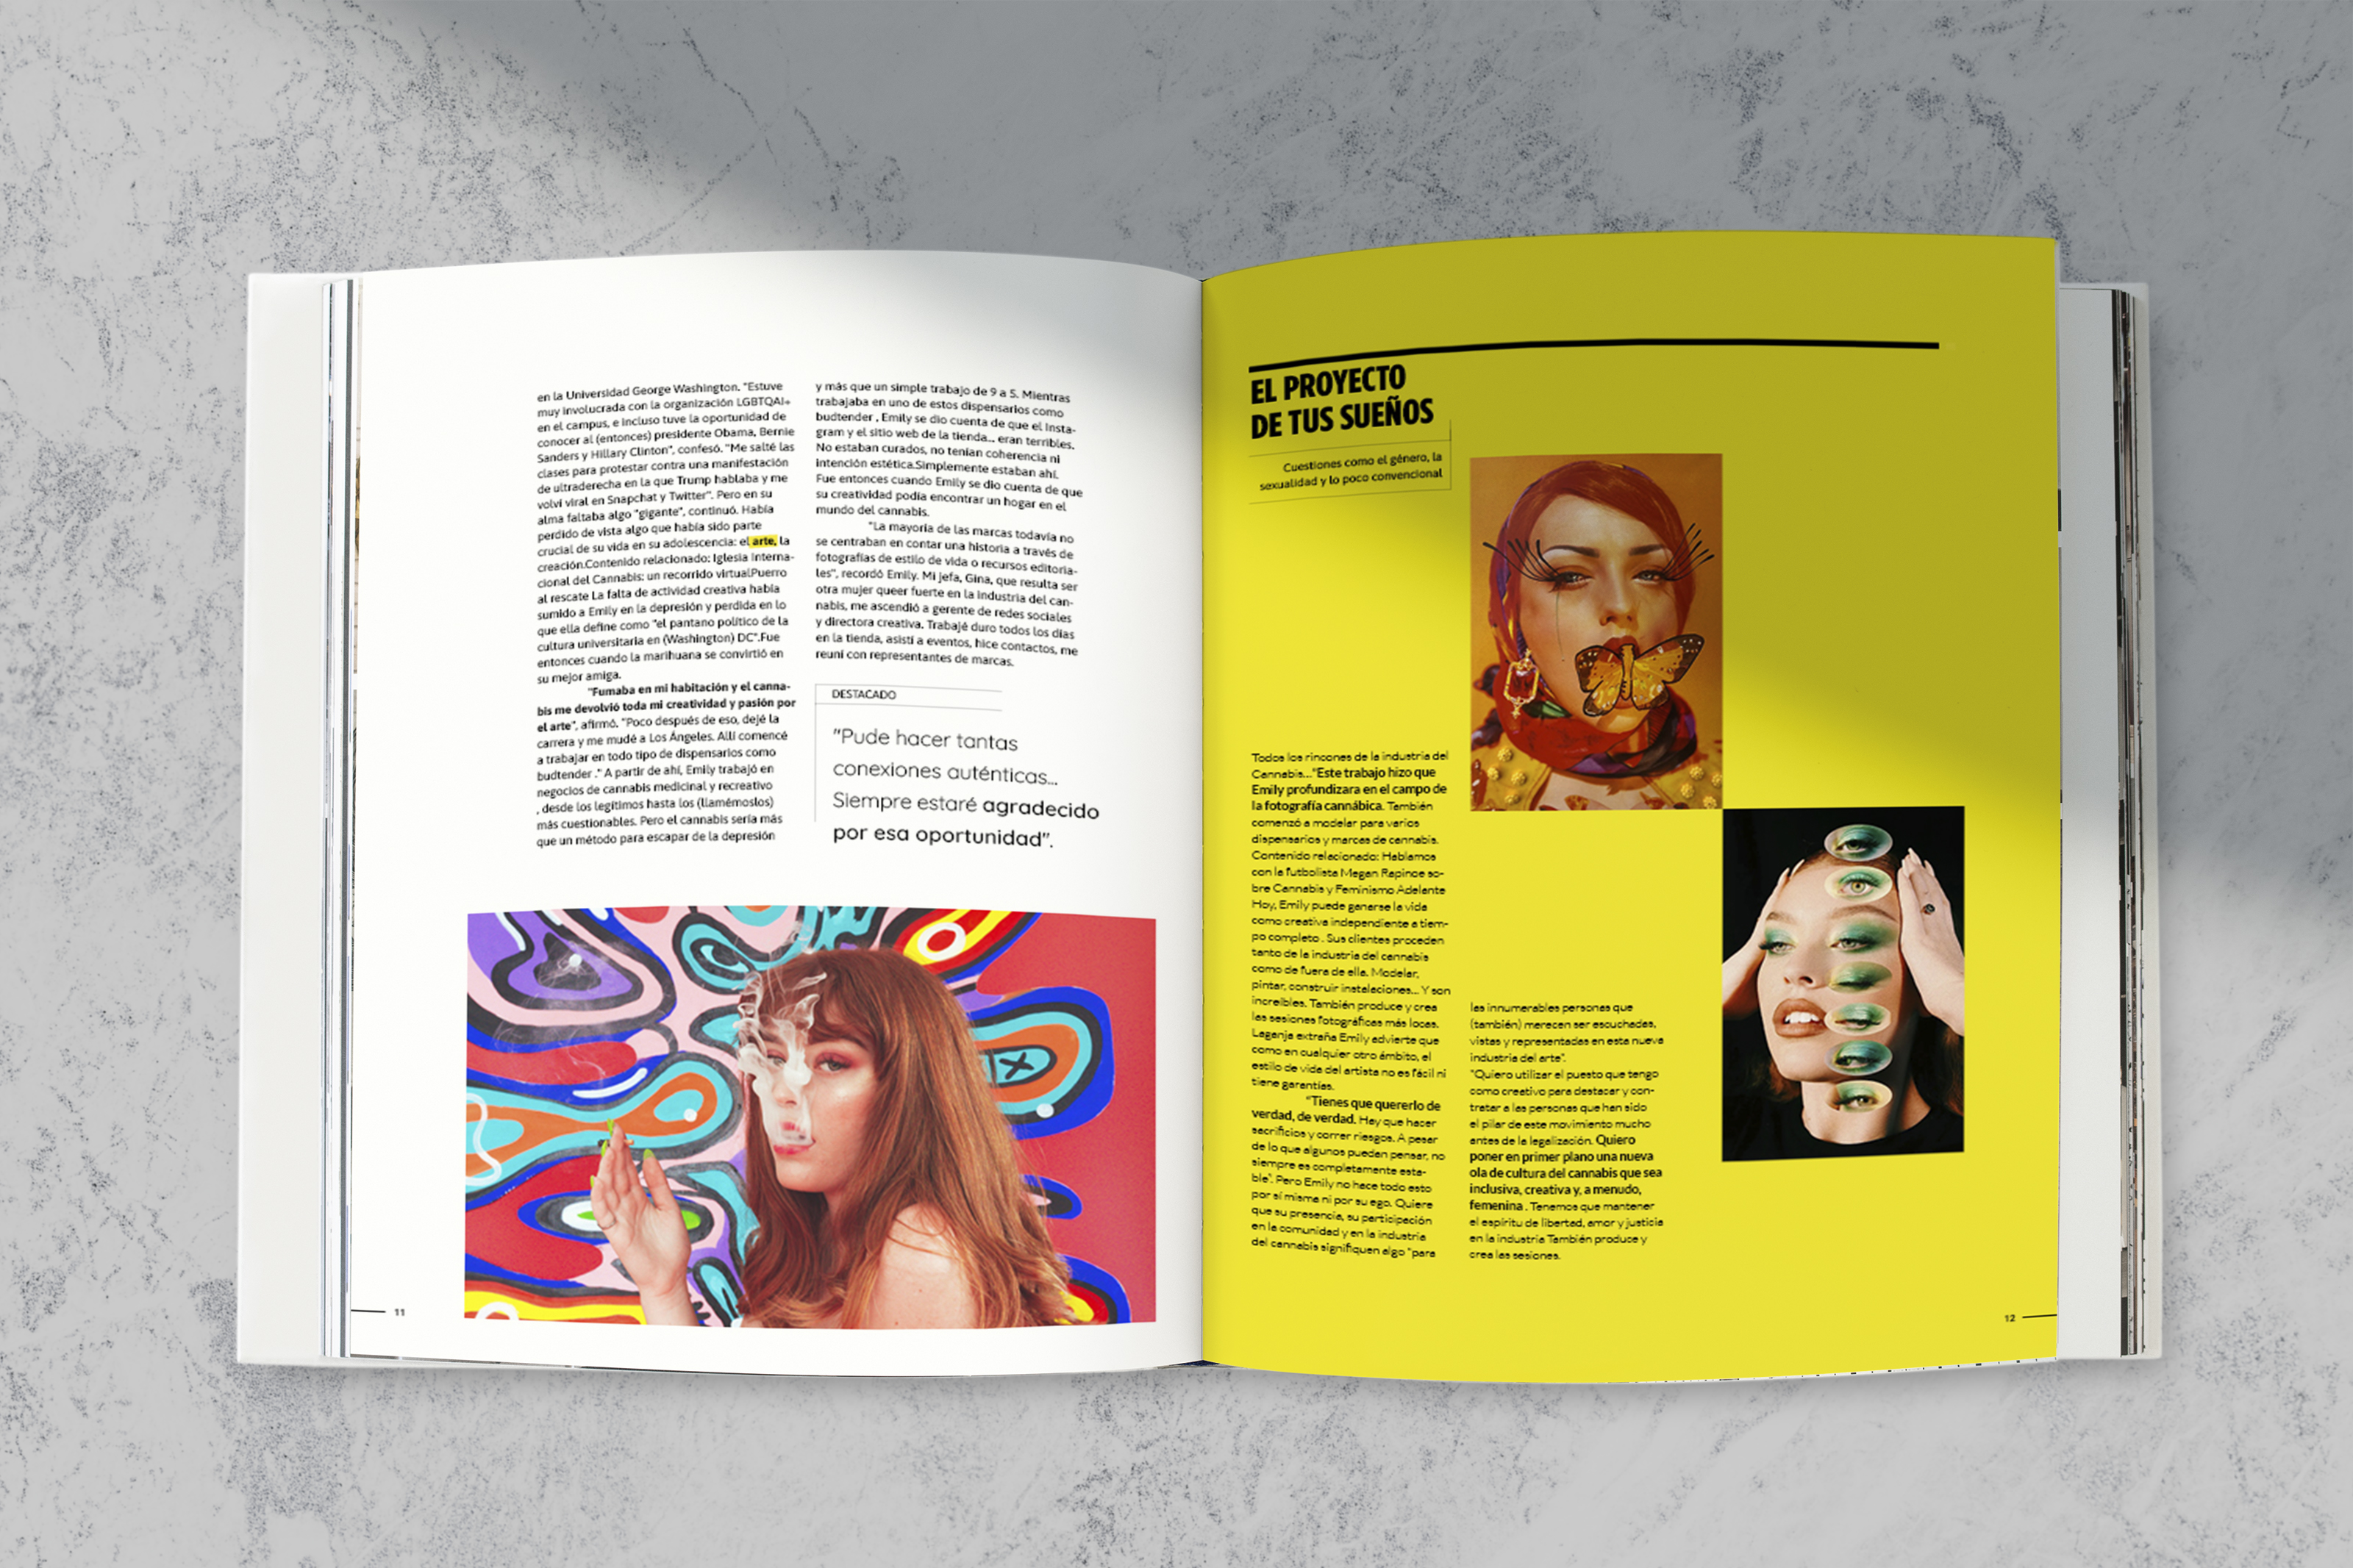 en la Universidad George Washington. "Estuve
muy involucrada con la organización LGBTQAI+
en el campus, e incluso tuve la oportunidad de
conocer al (entonces) presidente Obama, Bernie
Sanders y Hillary Clinton", confesó. "Me salté las
clases para protestar contra una manifestación
de ultraderecha en la que Trump hablaba y me
volví viral en Snapchat y Twitter". Pero en su
alma faltaba algo "gigante", continuó. Había
perdido de vista algo que había sido parte
crucial de su vida en su adolescencia: el arte, la
creación.Contenido relacionado: Iglesia Interna-
cional del Cannabis: un recorrido virtualPuerro
al rescate La falta de actividad creativa había
sumido a Emily en la depresión y perdida en lo
que ella define como "el pantano político de la
cultura universitaria en (Washington) DC".Fue
entonces cuando la marihuana se convirtió en
su mejor amiga.
"Fumaba en mi habitación y el canna-
bis me devolvió toda mi creatividad y pasión por
el arte", afirmó. "Poco después de eso, dejé la
carrera y me mudé a Los Ángeles. Allí comencé
a trabajar en todo tipo de dispensarios como
budtender ." A partir de ahí, Emily trabajó en
negocios de cannabis medicinal y recreativo
, desde los legítimos hasta los (llamémoslos)
más cuestionables. Pero el cannabis sería más
que un método para escapar de la depresión
y más que un simple trabajo de 9 a 5. Mientras
trabajaba en uno de estos dispensarios como
budtender , Emily se dio cuenta de que el Insta-
gram y el sitio web de la tienda... eran terribles.
No estaban curados, no tenían coherencia ni
intención estética.Simplemente estaban ahí.
Fue entonces cuando Emily se dio cuenta de que
su creatividad podía encontrar un hogar en el
mundo del cannabis.
"La mayoría de las marcas todavía no
se centraban en contar una historia a través de
fotografías de estilo de vida o recursos editoria-
les", recordó Emily. Mi jefa, Gina, que resulta ser
otra mujer queer fuerte en la industria del can-
nabis, me ascendió a gerente de redes sociales
y directora creativa. Trabajé duro todos los días
en la tienda, asistí a eventos, hice contactos, me
reuní con representantes de marcas.
DESTACADO
"Pude hacer tantas
conexiones auténticas...
Siempre estaré agradecido
por esa oportunidad".
11
EL PROYECTO
DE TUS SUEÑOS
Cuestiones como el género, la
sexualidad y lo poco convencional
Todos los rincones de la industria del
Cannabis..."Este trabajo hizo que
Emily profundizara en el campo de
la fotografía cannábica. También
comenzó a modelar para varios
dispensarios y marcas de cannabis.
Contenido relacionado: Hablamos
con la futbolista Megan Rapinoe so-
bre Cannabis y Feminismo Adelante
Hoy, Emily puede ganarse la vida
como creativa independiente a tiem-
po completo . Sus clientes proceden
tanto de la industria del cannabis
como de fuera de ella. Modelar,
pintar, construir instalaciones... Y son
increíbles. También produce y crea
las sesiones fotográficas más locas.
Laganja extraña Emily advierte que
como en cualquier otro ámbito, el
estilo de vida del artista no es fácil ni
tiene garantías.
"Tienes que quererlo de
verdad, de verdad. Hay que hacer
sacrificios y correr riesgos. A pesar
de lo que algunos puedan pensar, no
siempre es completamente esta-
ble". Pero Emily no hace todo esto
por sí misma ni por su ego. Quiere
que su presencia, su participación
en la comunidad y en la industria
del cannabis signifiquen algo "para
las innumerables personas que
(también) merecen ser escuchadas,
vistas y representadas en esta nueva
industria del arte".
"Quiero utilizar el puesto que tengo
como creativo para destacar y con-
tratar a las personas que han sido
el pilar de este movimiento mucho
antes de la legalización. Quiero
poner en primer plano una nueva
ola de cultura del cannabis que sea
inclusiva, creativa y, a menudo,
femenina . Tenemos que mantener
el espíritu de libertad, amor y justicia
en la industria También produce y
crea las sesiones.
12